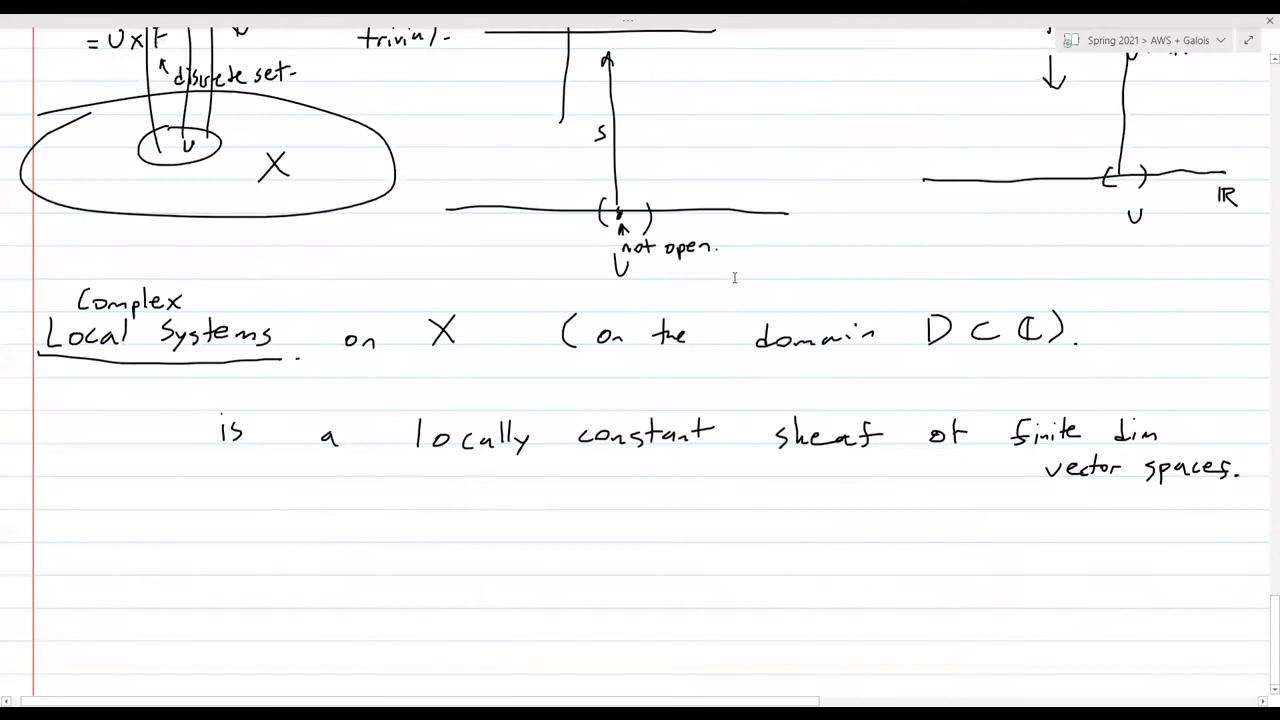 Spring 2021 > AWS + Galois
= U x F
trivial.
discrete set.
U
X
S
not open.
U
U
IR
Complex
Local Systems. on X (on the domain D ⊂ ℂ).
is a locally constant sheaf of finite dim
vector spaces.